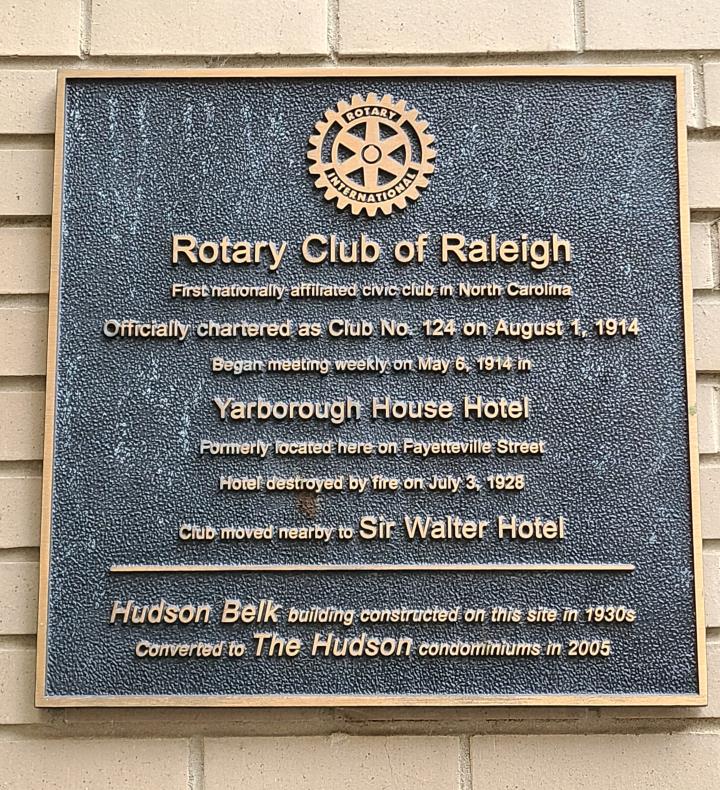 ROTARY
INTERNATIONAL
Rotary Club of Raleigh
First nationally affiliated civic club in North Carolina
Officially chartered as Club No. 124 on August 1, 1914
Began meeting weekly on May 6, 1914 in
Yarborough House Hotel
Formerly located here on Fayetteville Street
Hotel destroyed by fire on July 3, 1928
Club moved nearby to Sir Walter Hotel
Hudson Belk building constructed on this site in 1930s
Converted to The Hudson condominiums in 2005